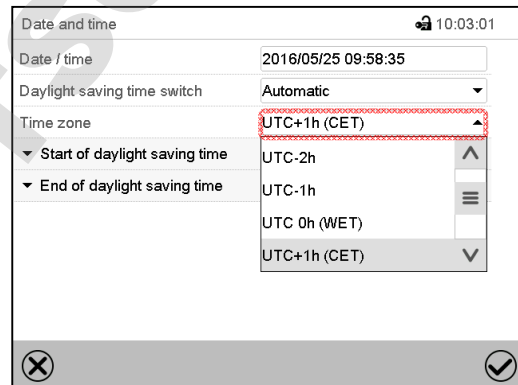 Date and time 10:03:01
Date / time 2016/05/25 09:58:35
Daylight saving time switch Automatic
Time zone UTC+1h (CET)
Start of daylight saving time UTC-2h
End of daylight saving time UTC-1h
UTC 0h (WET)
UTC+1h (CET)